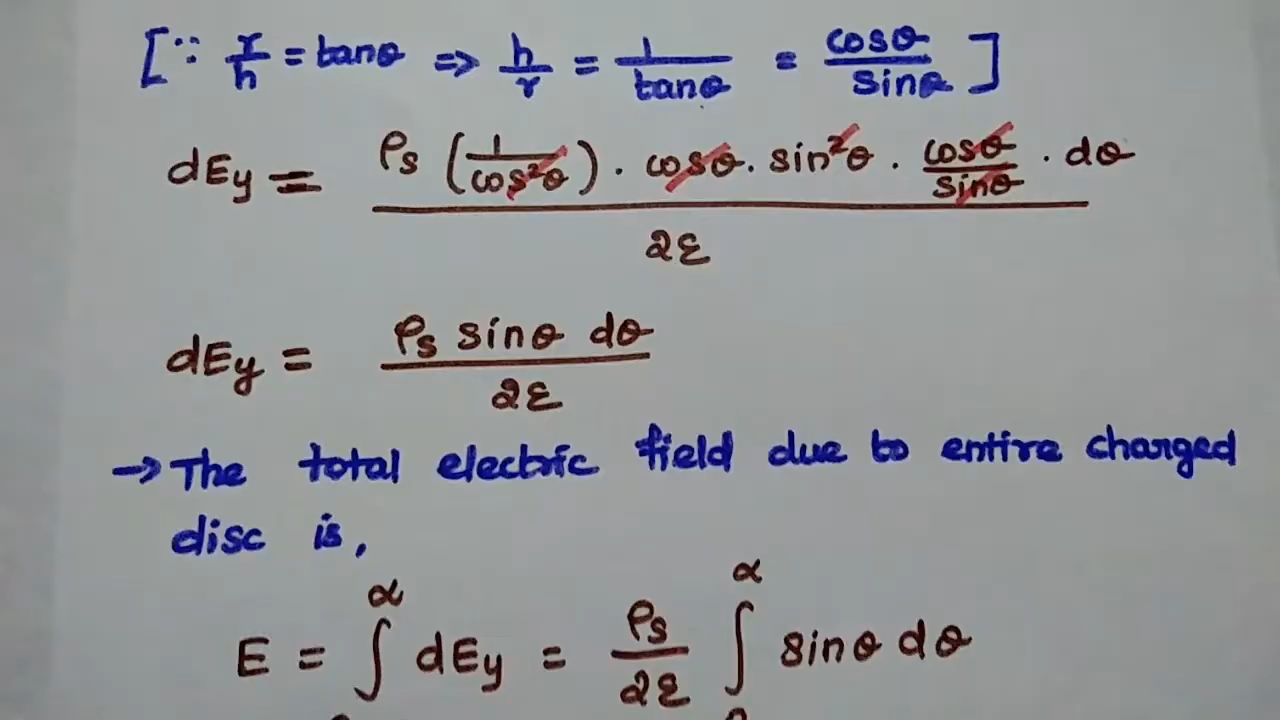 [∵ r/h = tanθ ⇒ h/r = 1/tanθ = cosθ/sinθ]
dEy = ρs (1/cos²θ) · cosθ · sin²θ · cosθ/sinθ · dθ / 2ε
dEy = ρs sinθ dθ / 2ε
→ The total electric field due to entire charged
disc is,
E = ∫^α dEy = ρs/2ε ∫^α sinθ dθ